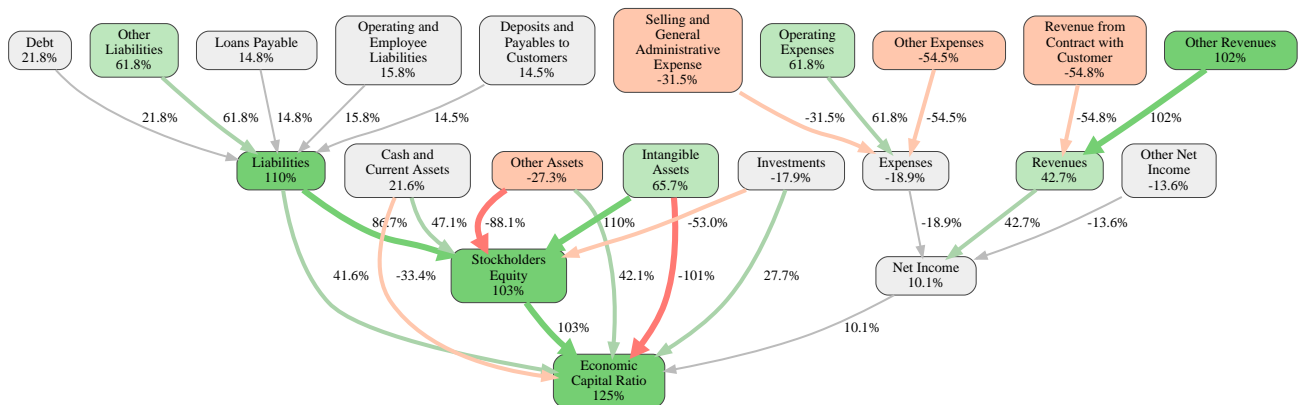 Debt
21.8%
Other
Liabilities
61.8%
Loans Payable
14.8%
Operating and
Employee
Liabilities
15.8%
Deposits and
Payables to
Customers
14.5%
Selling and
General
Administrative
Expense
-31.5%
Operating
Expenses
61.8%
Other Expenses
-54.5%
Revenue from
Contract with
Customer
-54.8%
Other Revenues
102%
21.8%
61.8%
14.8%
15.8%
14.5%
-31.5%
61.8%
-54.5%
-54.8%
102%
Liabilities
110%
Cash and
Current Assets
21.6%
Other Assets
-27.3%
Intangible
Assets
65.7%
Investments
-17.9%
Expenses
-18.9%
Revenues
42.7%
Other Net
Income
-13.6%
86.7%
47.1%
-88.1%
110%
-53.0%
-18.9%
42.7%
-13.6%
41.6%
-33.4%
Stockholders
Equity
103%
42.1%
-101%
27.7%
Net Income
10.1%
103%
10.1%
Economic
Capital Ratio
125%